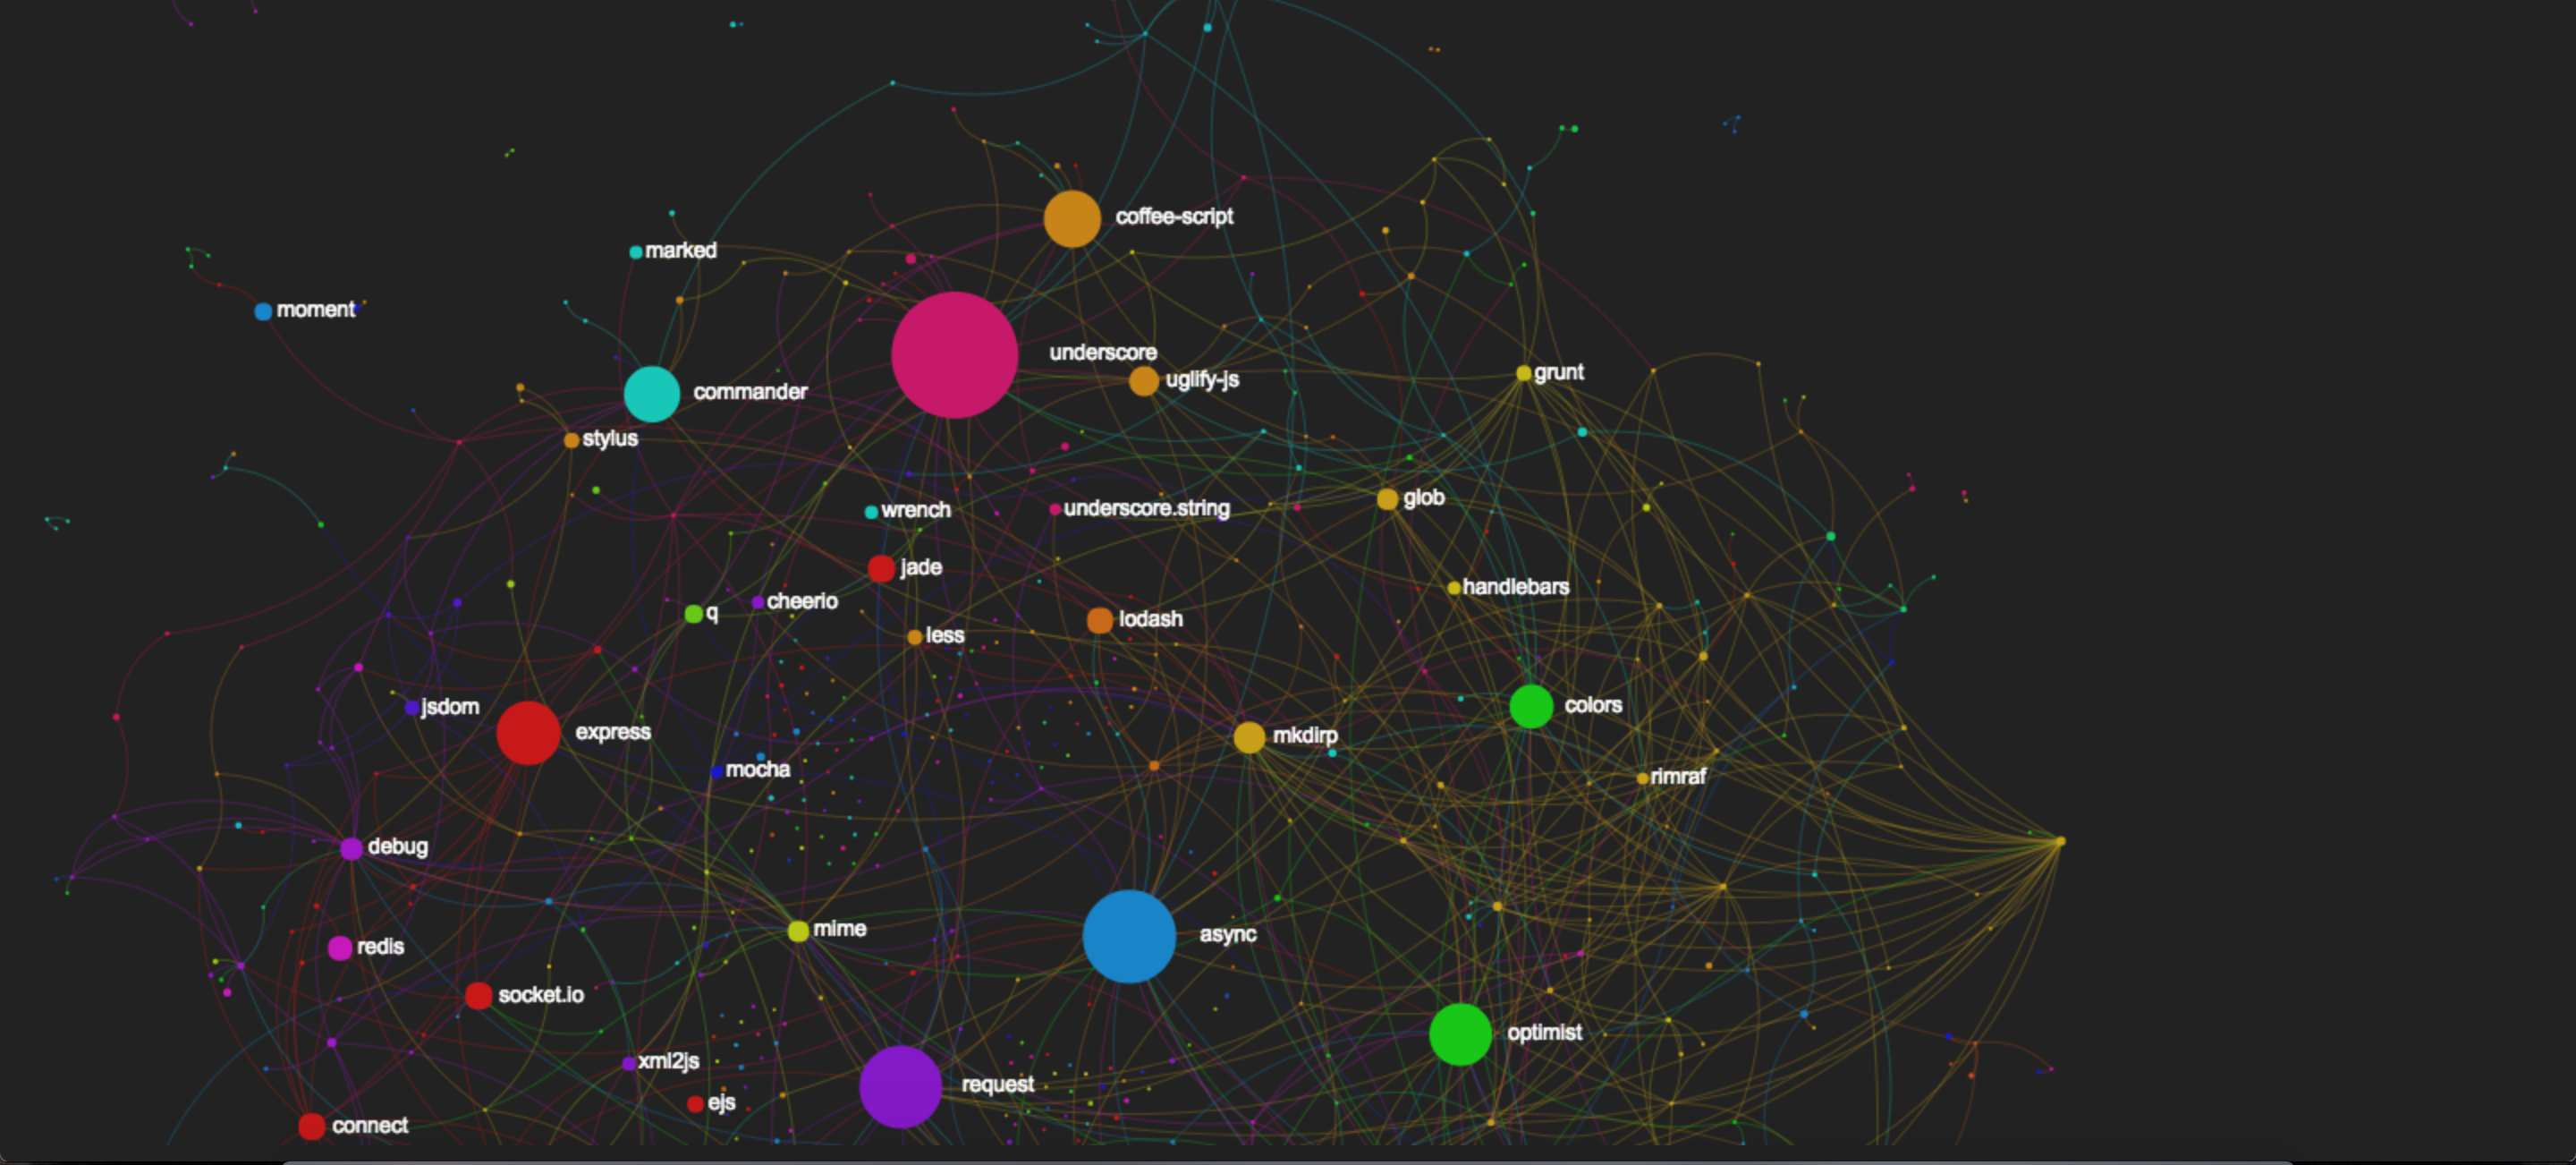 coffee-script
marked
moment
underscore
uglify-js
grunt
commander
stylus
glob
wrench
underscore.string
jade
handlebars
cheerio
q
lodash
less
jsdom
colors
express
mkdirp
mocha
rimraf
debug
mime
async
redis
socket.io
optimist
xml2js
request
ejs
connect